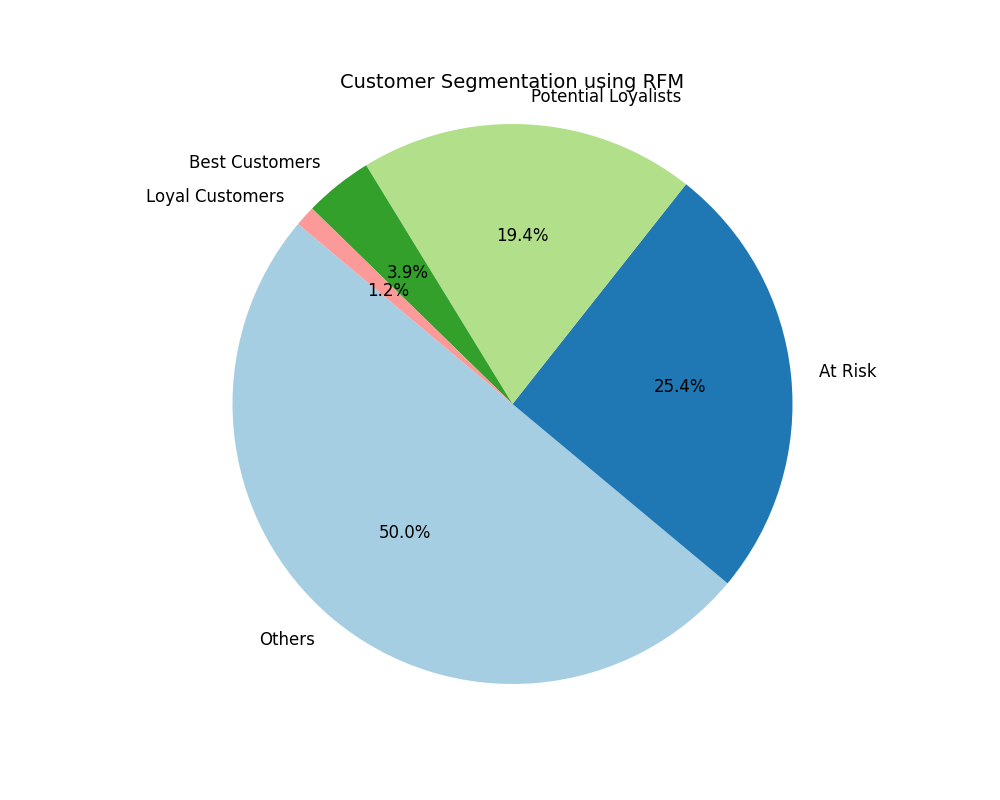 Customer Segmentation using RFM
Potential Loyalists
Best Customers
Loyal Customers
19.4%
3.9%
1.2%
At Risk
25.4%
50.0%
Others